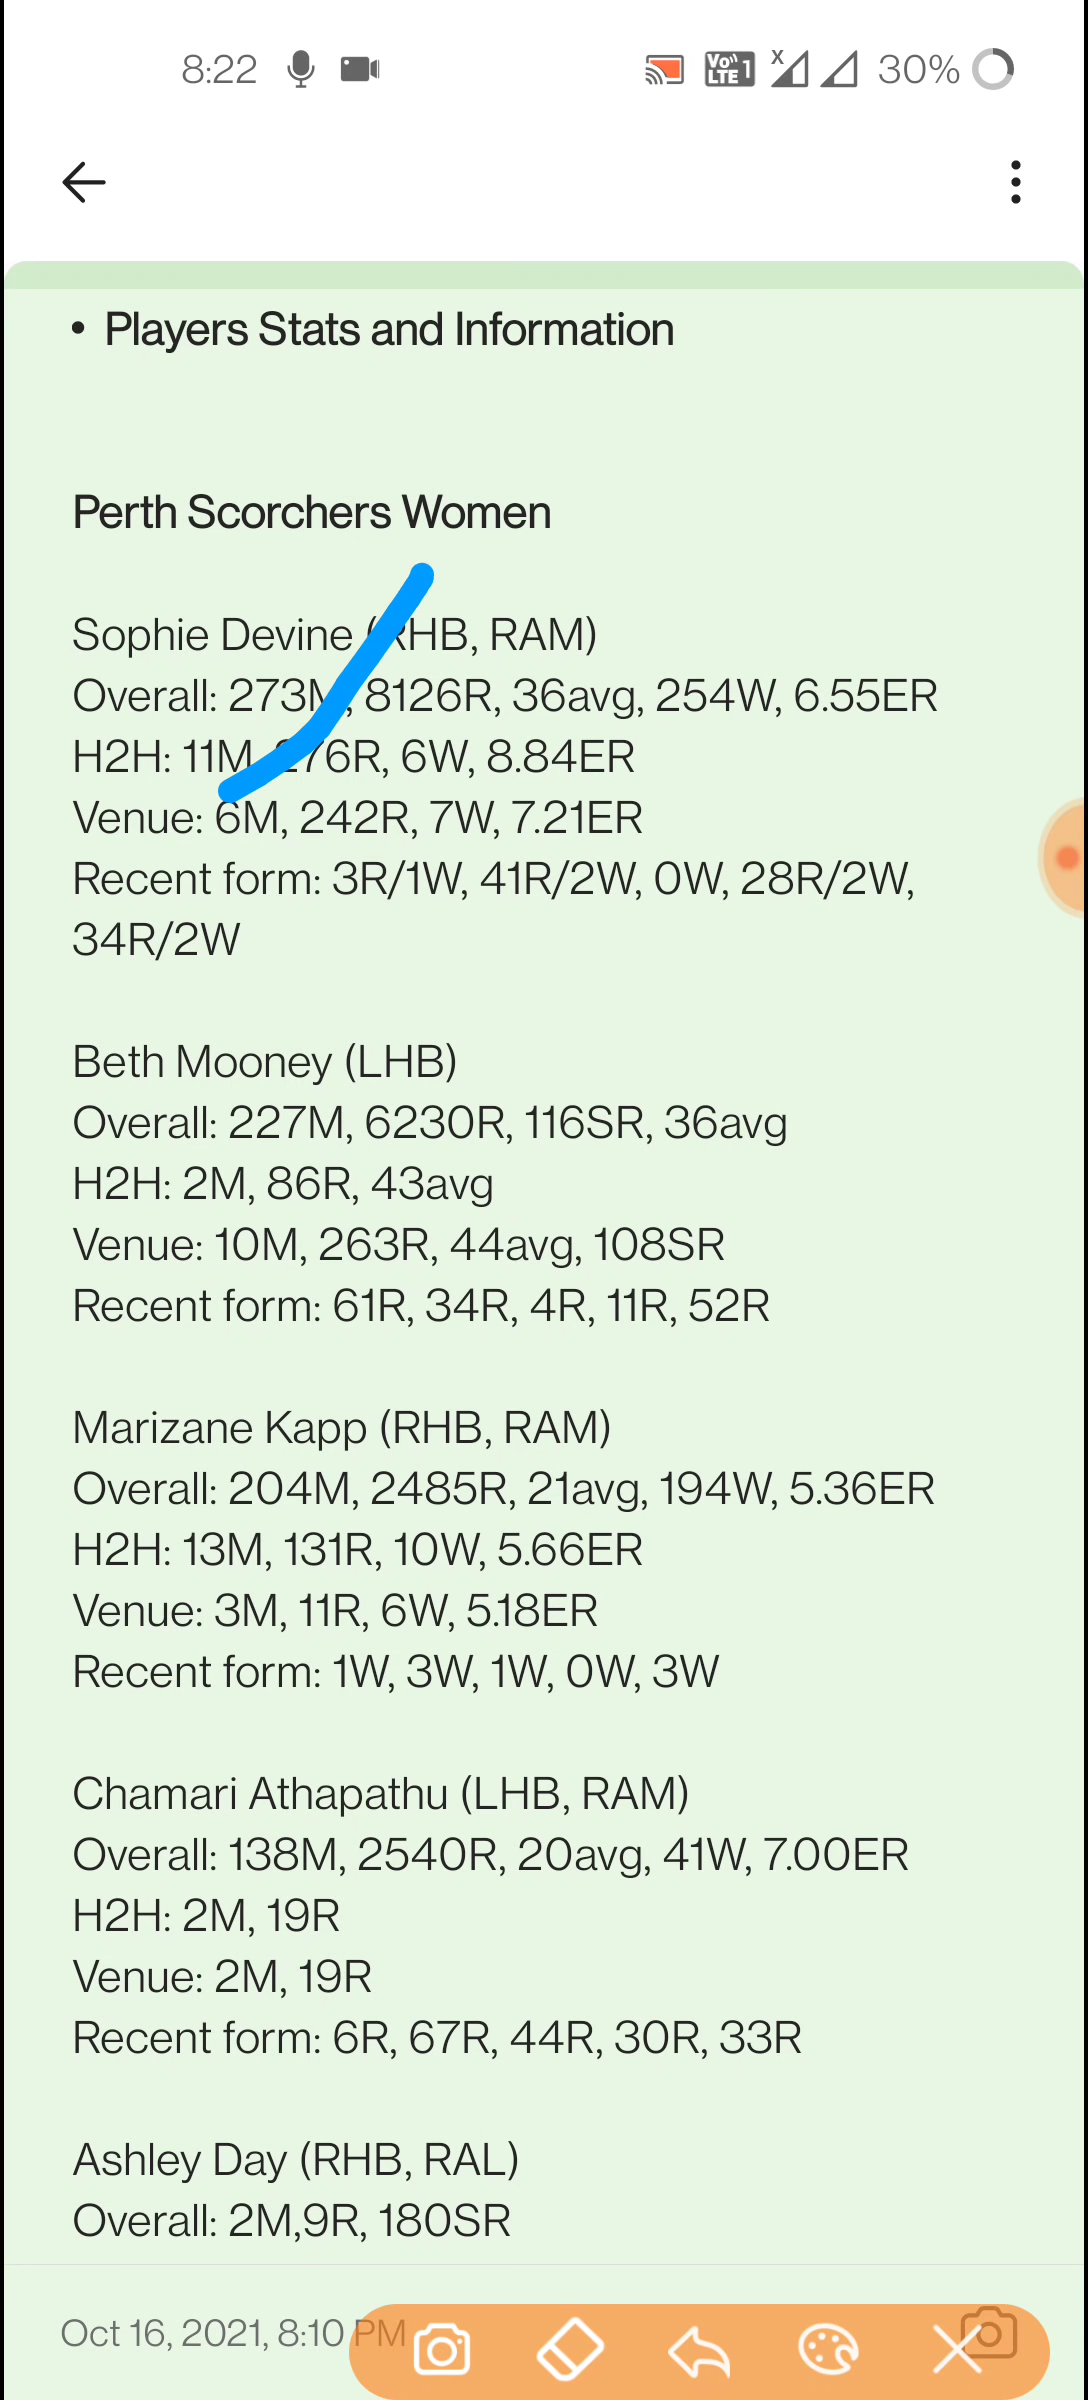 8:22 VoLTE 1 x 30%
• Players Stats and Information
Perth Scorchers Women
Sophie Devine (RHB, RAM)
Overall: 273M, 8126R, 36avg, 254W, 6.55ER
H2H: 11M, 276R, 6W, 8.84ER
Venue: 6M, 242R, 7W, 7.21ER
Recent form: 3R/1W, 41R/2W, 0W, 28R/2W,
34R/2W
Beth Mooney (LHB)
Overall: 227M, 6230R, 116SR, 36avg
H2H: 2M, 86R, 43avg
Venue: 10M, 263R, 44avg, 108SR
Recent form: 61R, 34R, 4R, 11R, 52R
Marizane Kapp (RHB, RAM)
Overall: 204M, 2485R, 21avg, 194W, 5.36ER
H2H: 13M, 131R, 10W, 5.66ER
Venue: 3M, 11R, 6W, 5.18ER
Recent form: 1W, 3W, 1W, 0W, 3W
Chamari Athapathu (LHB, RAM)
Overall: 138M, 2540R, 20avg, 41W, 7.00ER
H2H: 2M, 19R
Venue: 2M, 19R
Recent form: 6R, 67R, 44R, 30R, 33R
Ashley Day (RHB, RAL)
Overall: 2M,9R, 180SR
Oct 16, 2021, 8:10 PM